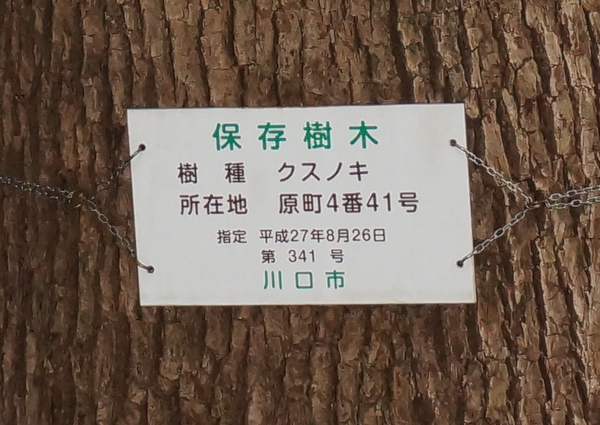 保存樹木
樹種 クスノキ
所在地 原町4番41号
指定 平成27年8月26日
第 341 号
川口市